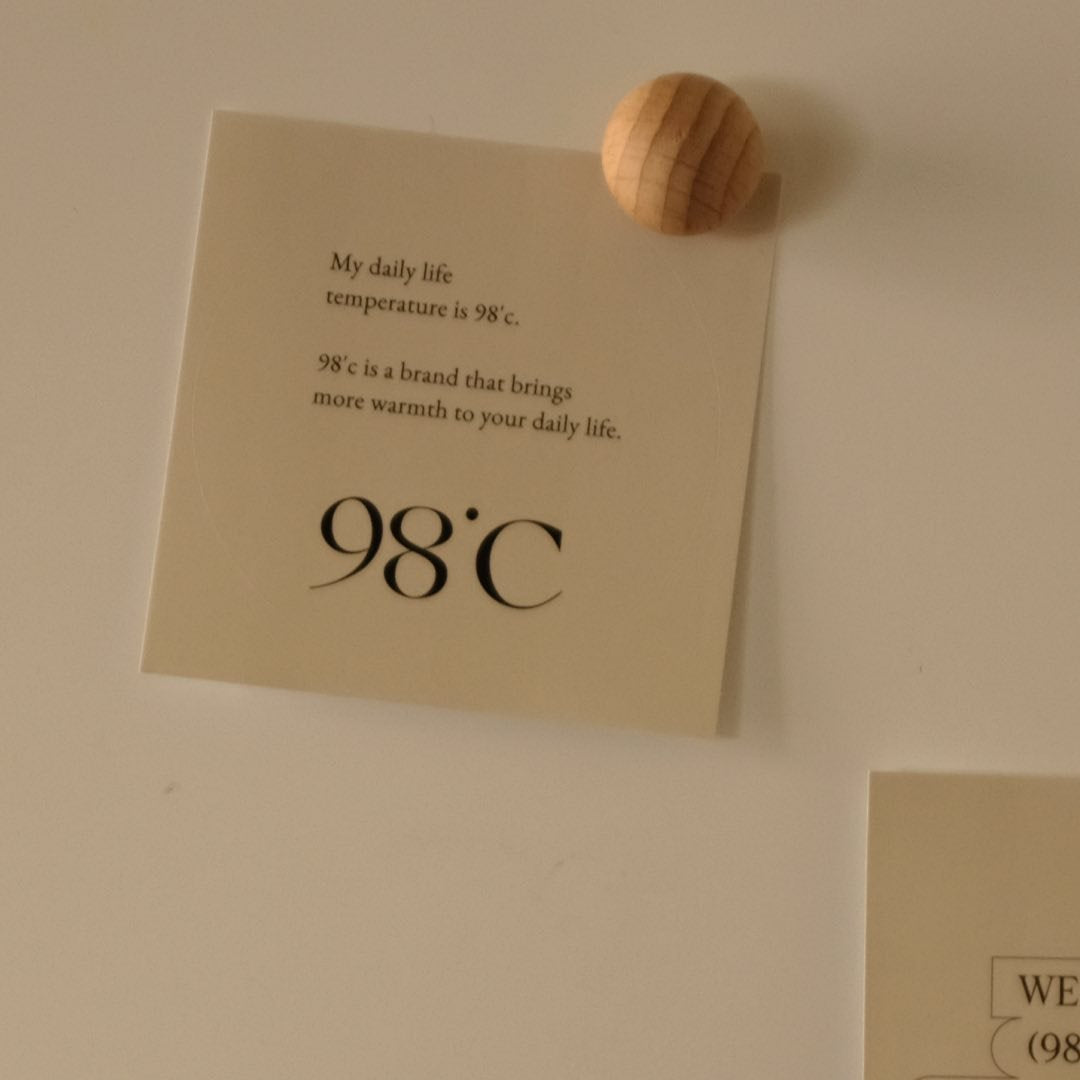 My daily life
temperature is 98'c.
98'c is a brand that brings
more warmth to your daily life.
98°C
WE
(98